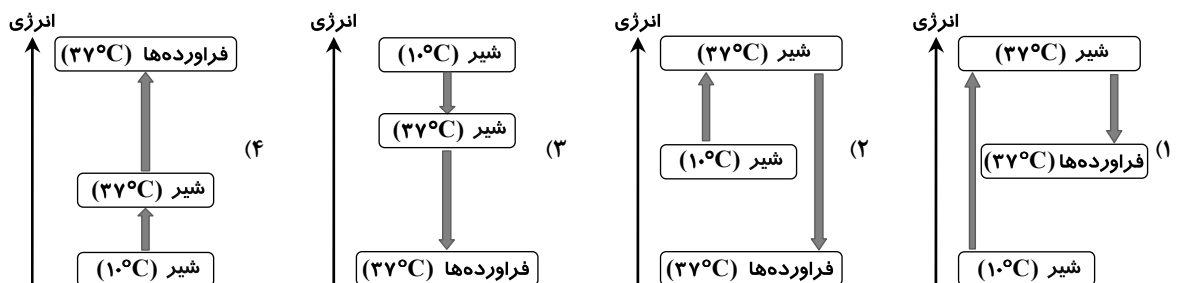 انرژی
شیر (۳۷°C)
فراورده‌ها (۳۷°C)
شیر (۱۰°C)
۱)
انرژی
شیر (۳۷°C)
شیر (۱۰°C)
فراورده‌ها (۳۷°C)
۲)
انرژی
شیر (۱۰°C)
شیر (۳۷°C)
فراورده‌ها (۳۷°C)
۳)
انرژی
فراورده‌ها (۳۷°C)
شیر (۳۷°C)
شیر (۱۰°C)
۴)